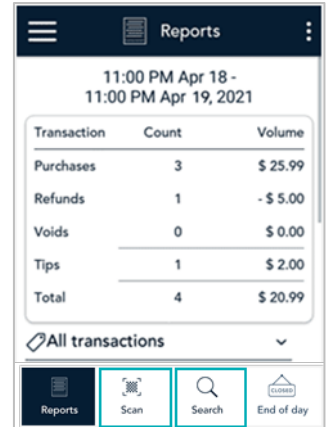 Reports
11:00 PM Apr 18 -
11:00 PM Apr 19, 2021
Transaction Count Volume
Purchases 3 $ 25.99
Refunds 1 - $ 5.00
Voids 0 $ 0.00
Tips 1 $ 2.00
Total 4 $ 20.99
All transactions
CLOSED
Reports Scan Search End of day